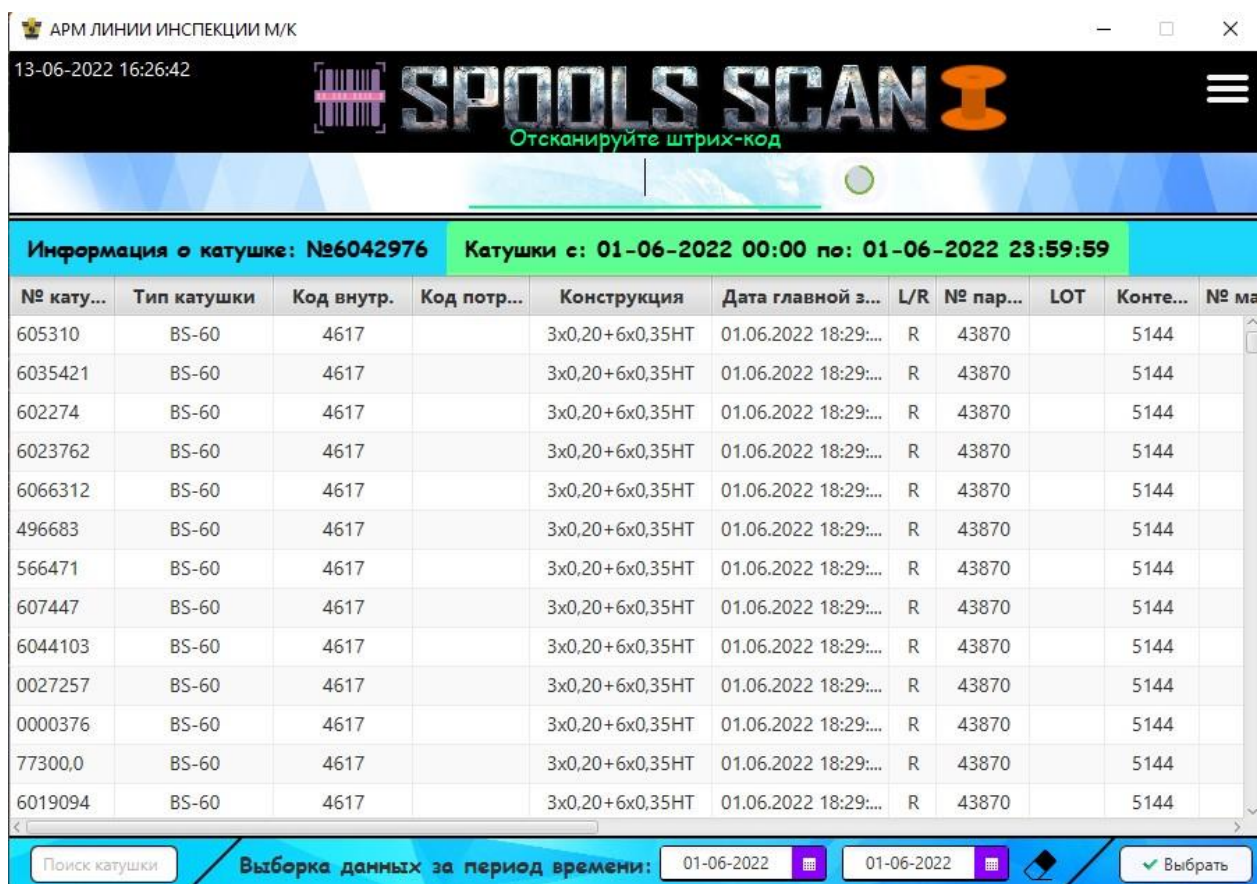 АРМ ЛИНИИ ИНСПЕКЦИИ М/К
13-06-2022 16:26:42
SPOOLS SCAN
Отсканируйте штрих-код
Информация о катушке: №6042976 Катушки с: 01-06-2022 00:00 по: 01-06-2022 23:59:59
№ кату... Тип катушки Код внутр. Код потр... Конструкция Дата главной з... L/R № пар... LOT Конте... № ма
605310 BS-60 4617 3x0,20+6x0,35HT 01.06.2022 18:29:... R 43870 5144
6035421 BS-60 4617 3x0,20+6x0,35HT 01.06.2022 18:29:... R 43870 5144
602274 BS-60 4617 3x0,20+6x0,35HT 01.06.2022 18:29:... R 43870 5144
6023762 BS-60 4617 3x0,20+6x0,35HT 01.06.2022 18:29:... R 43870 5144
6066312 BS-60 4617 3x0,20+6x0,35HT 01.06.2022 18:29:... R 43870 5144
496683 BS-60 4617 3x0,20+6x0,35HT 01.06.2022 18:29:... R 43870 5144
566471 BS-60 4617 3x0,20+6x0,35HT 01.06.2022 18:29:... R 43870 5144
607447 BS-60 4617 3x0,20+6x0,35HT 01.06.2022 18:29:... R 43870 5144
6044103 BS-60 4617 3x0,20+6x0,35HT 01.06.2022 18:29:... R 43870 5144
0027257 BS-60 4617 3x0,20+6x0,35HT 01.06.2022 18:29:... R 43870 5144
0000376 BS-60 4617 3x0,20+6x0,35HT 01.06.2022 18:29:... R 43870 5144
77300,0 BS-60 4617 3x0,20+6x0,35HT 01.06.2022 18:29:... R 43870 5144
6019094 BS-60 4617 3x0,20+6x0,35HT 01.06.2022 18:29:... R 43870 5144
Поиск катушки Выборка данных за период времени: 01-06-2022 01-06-2022 Выбрать